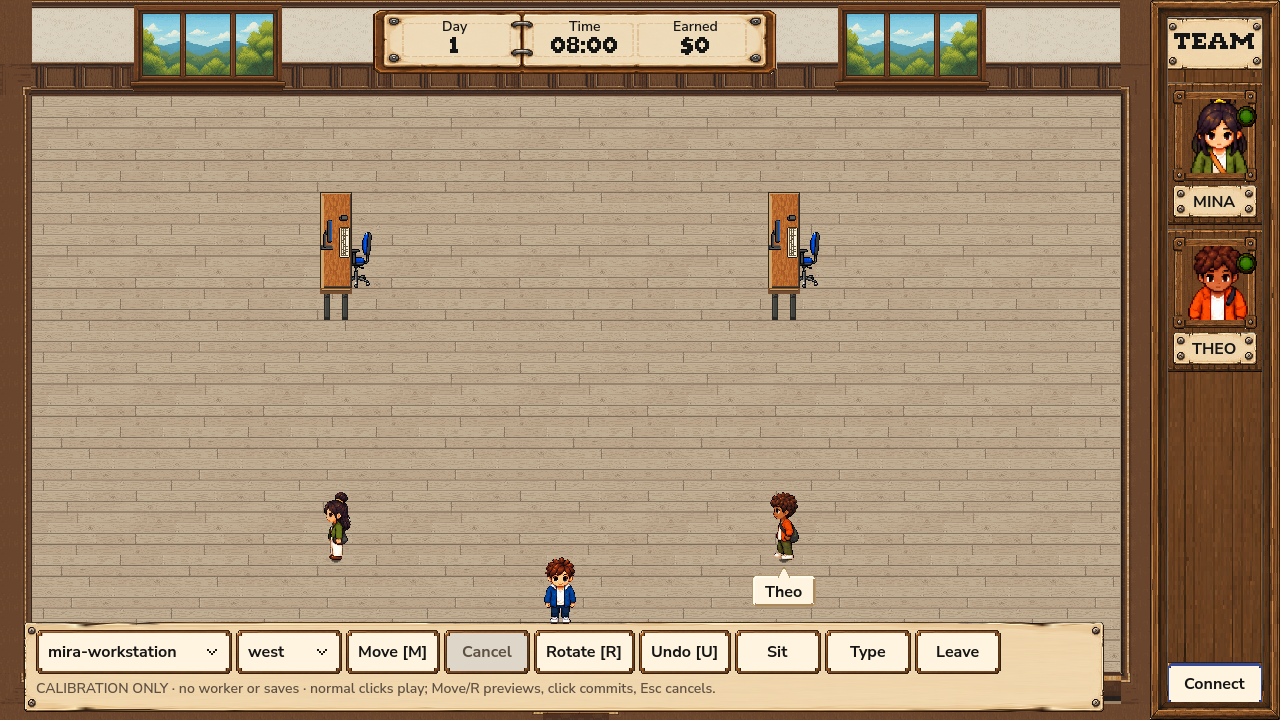 Day
1
Time
08:00
Earned
$0
TEAM
MINA
THEO
Theo
mira-workstation
west
Move [M]
Cancel
Rotate [R]
Undo [U]
Sit
Type
Leave
CALIBRATION ONLY · no worker or saves · normal clicks play; Move/R previews, click commits, Esc cancels.
Connect